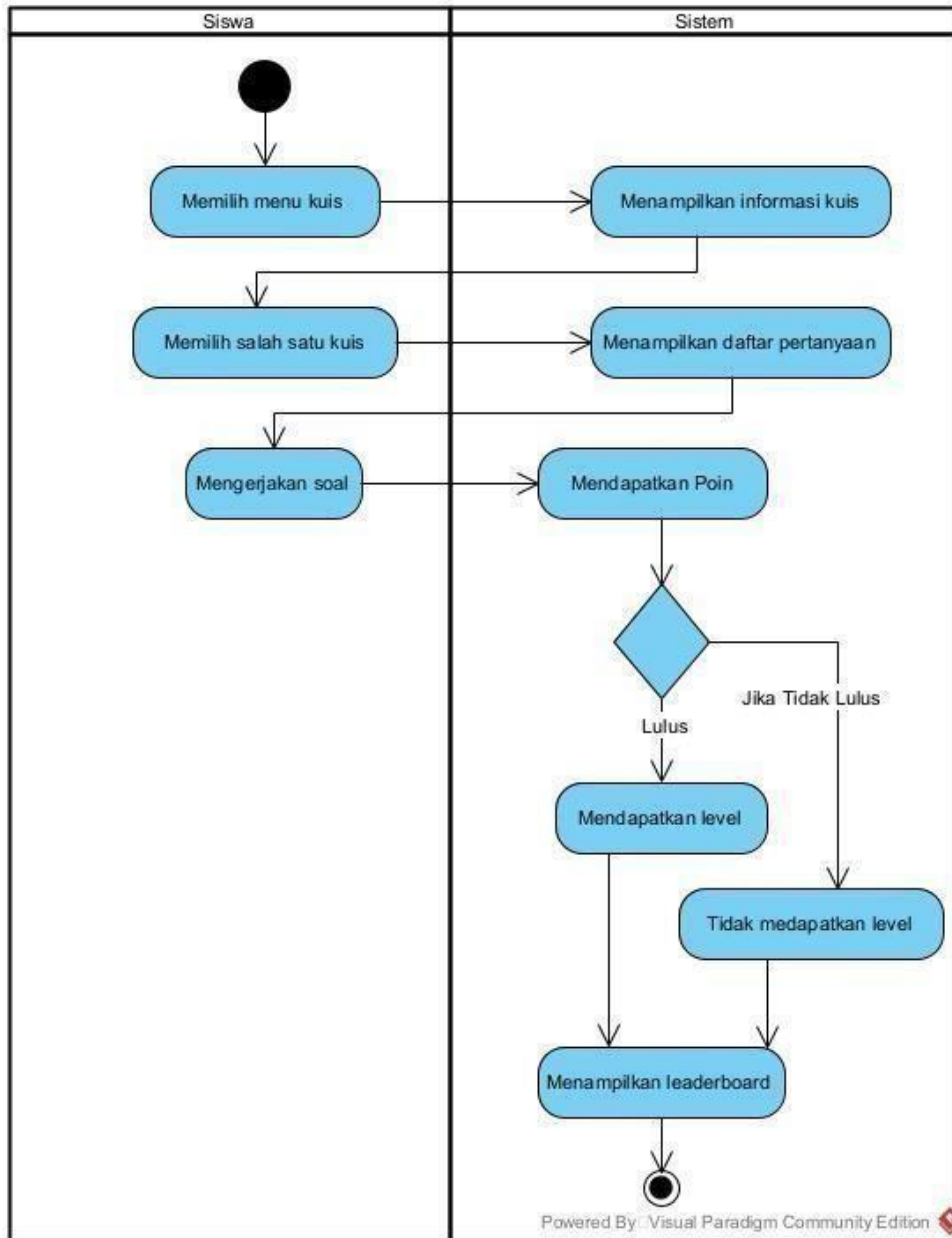 Siswa
Sistem
Memilih menu kuis
Menampilkan informasi kuis
Memilih salah satu kuis
Menampilkan daftar pertanyaan
Mengerjakan soal
Mendapatkan Poin
Jika Tidak Lulus
Lulus
Mendapatkan level
Tidak medapatkan level
Menampilkan leaderboard
Powered By Visual Paradigm Community Edition